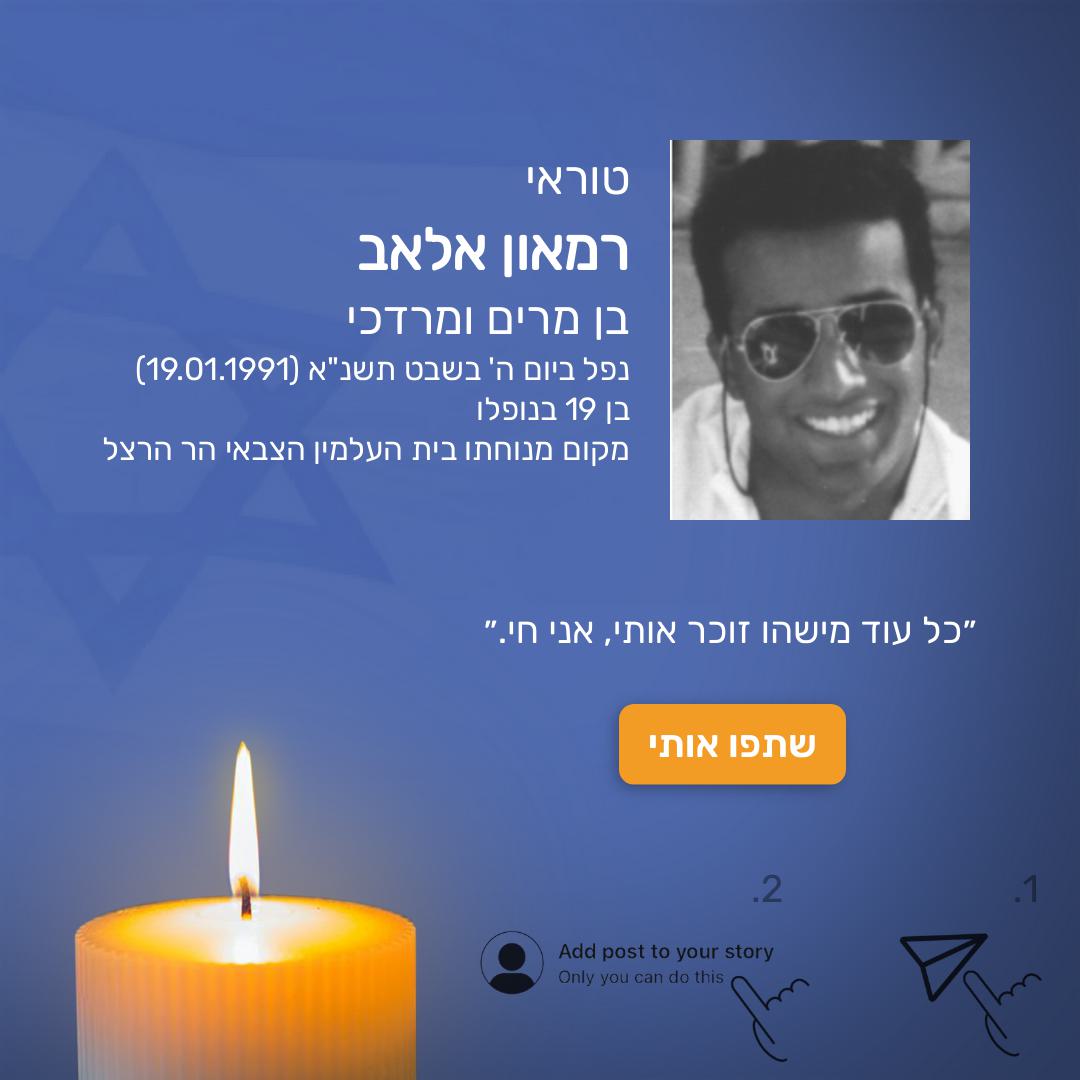 טוראי
רמאון אלאב
בן מרים ומרדכי
נפל ביום ה' בשבט תשנ"א (19.01.1991)
בן 19 בנופלו
מקום מנוחתו בית העלמין הצבאי הר הרצל
״כל עוד מישהו זוכר אותי, אני חי.״
שתפו אותי
.1
.2
Add post to your story
Only you can do this